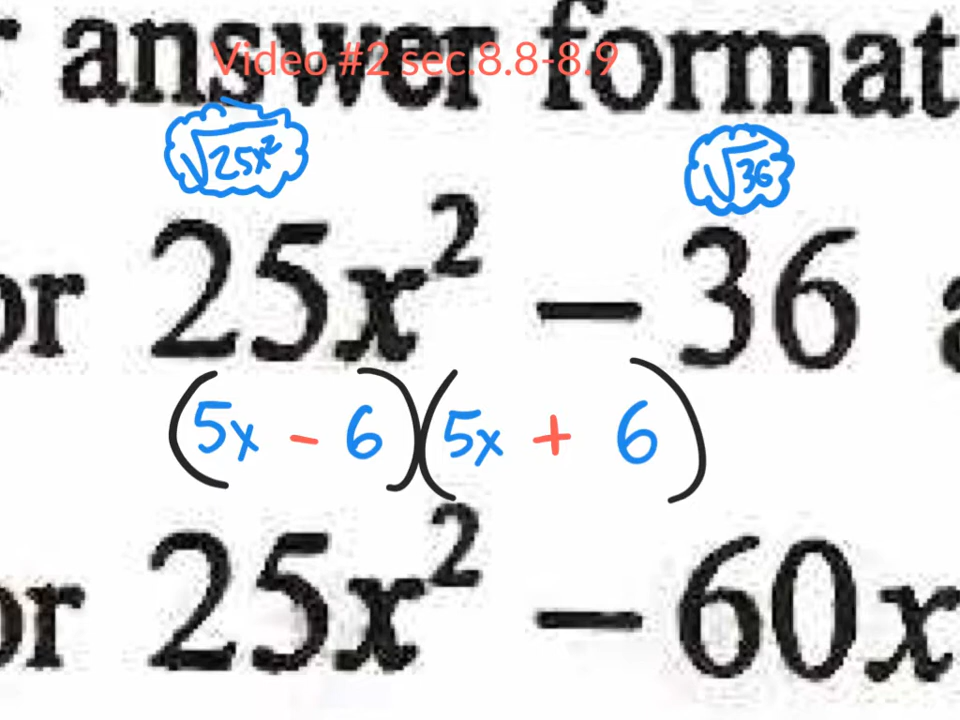 answer format
Video #2 sec.8.8-8.9
√25x² √36
or 25x² – 36
(5x - 6)(5x + 6)
or 25x² – 60x